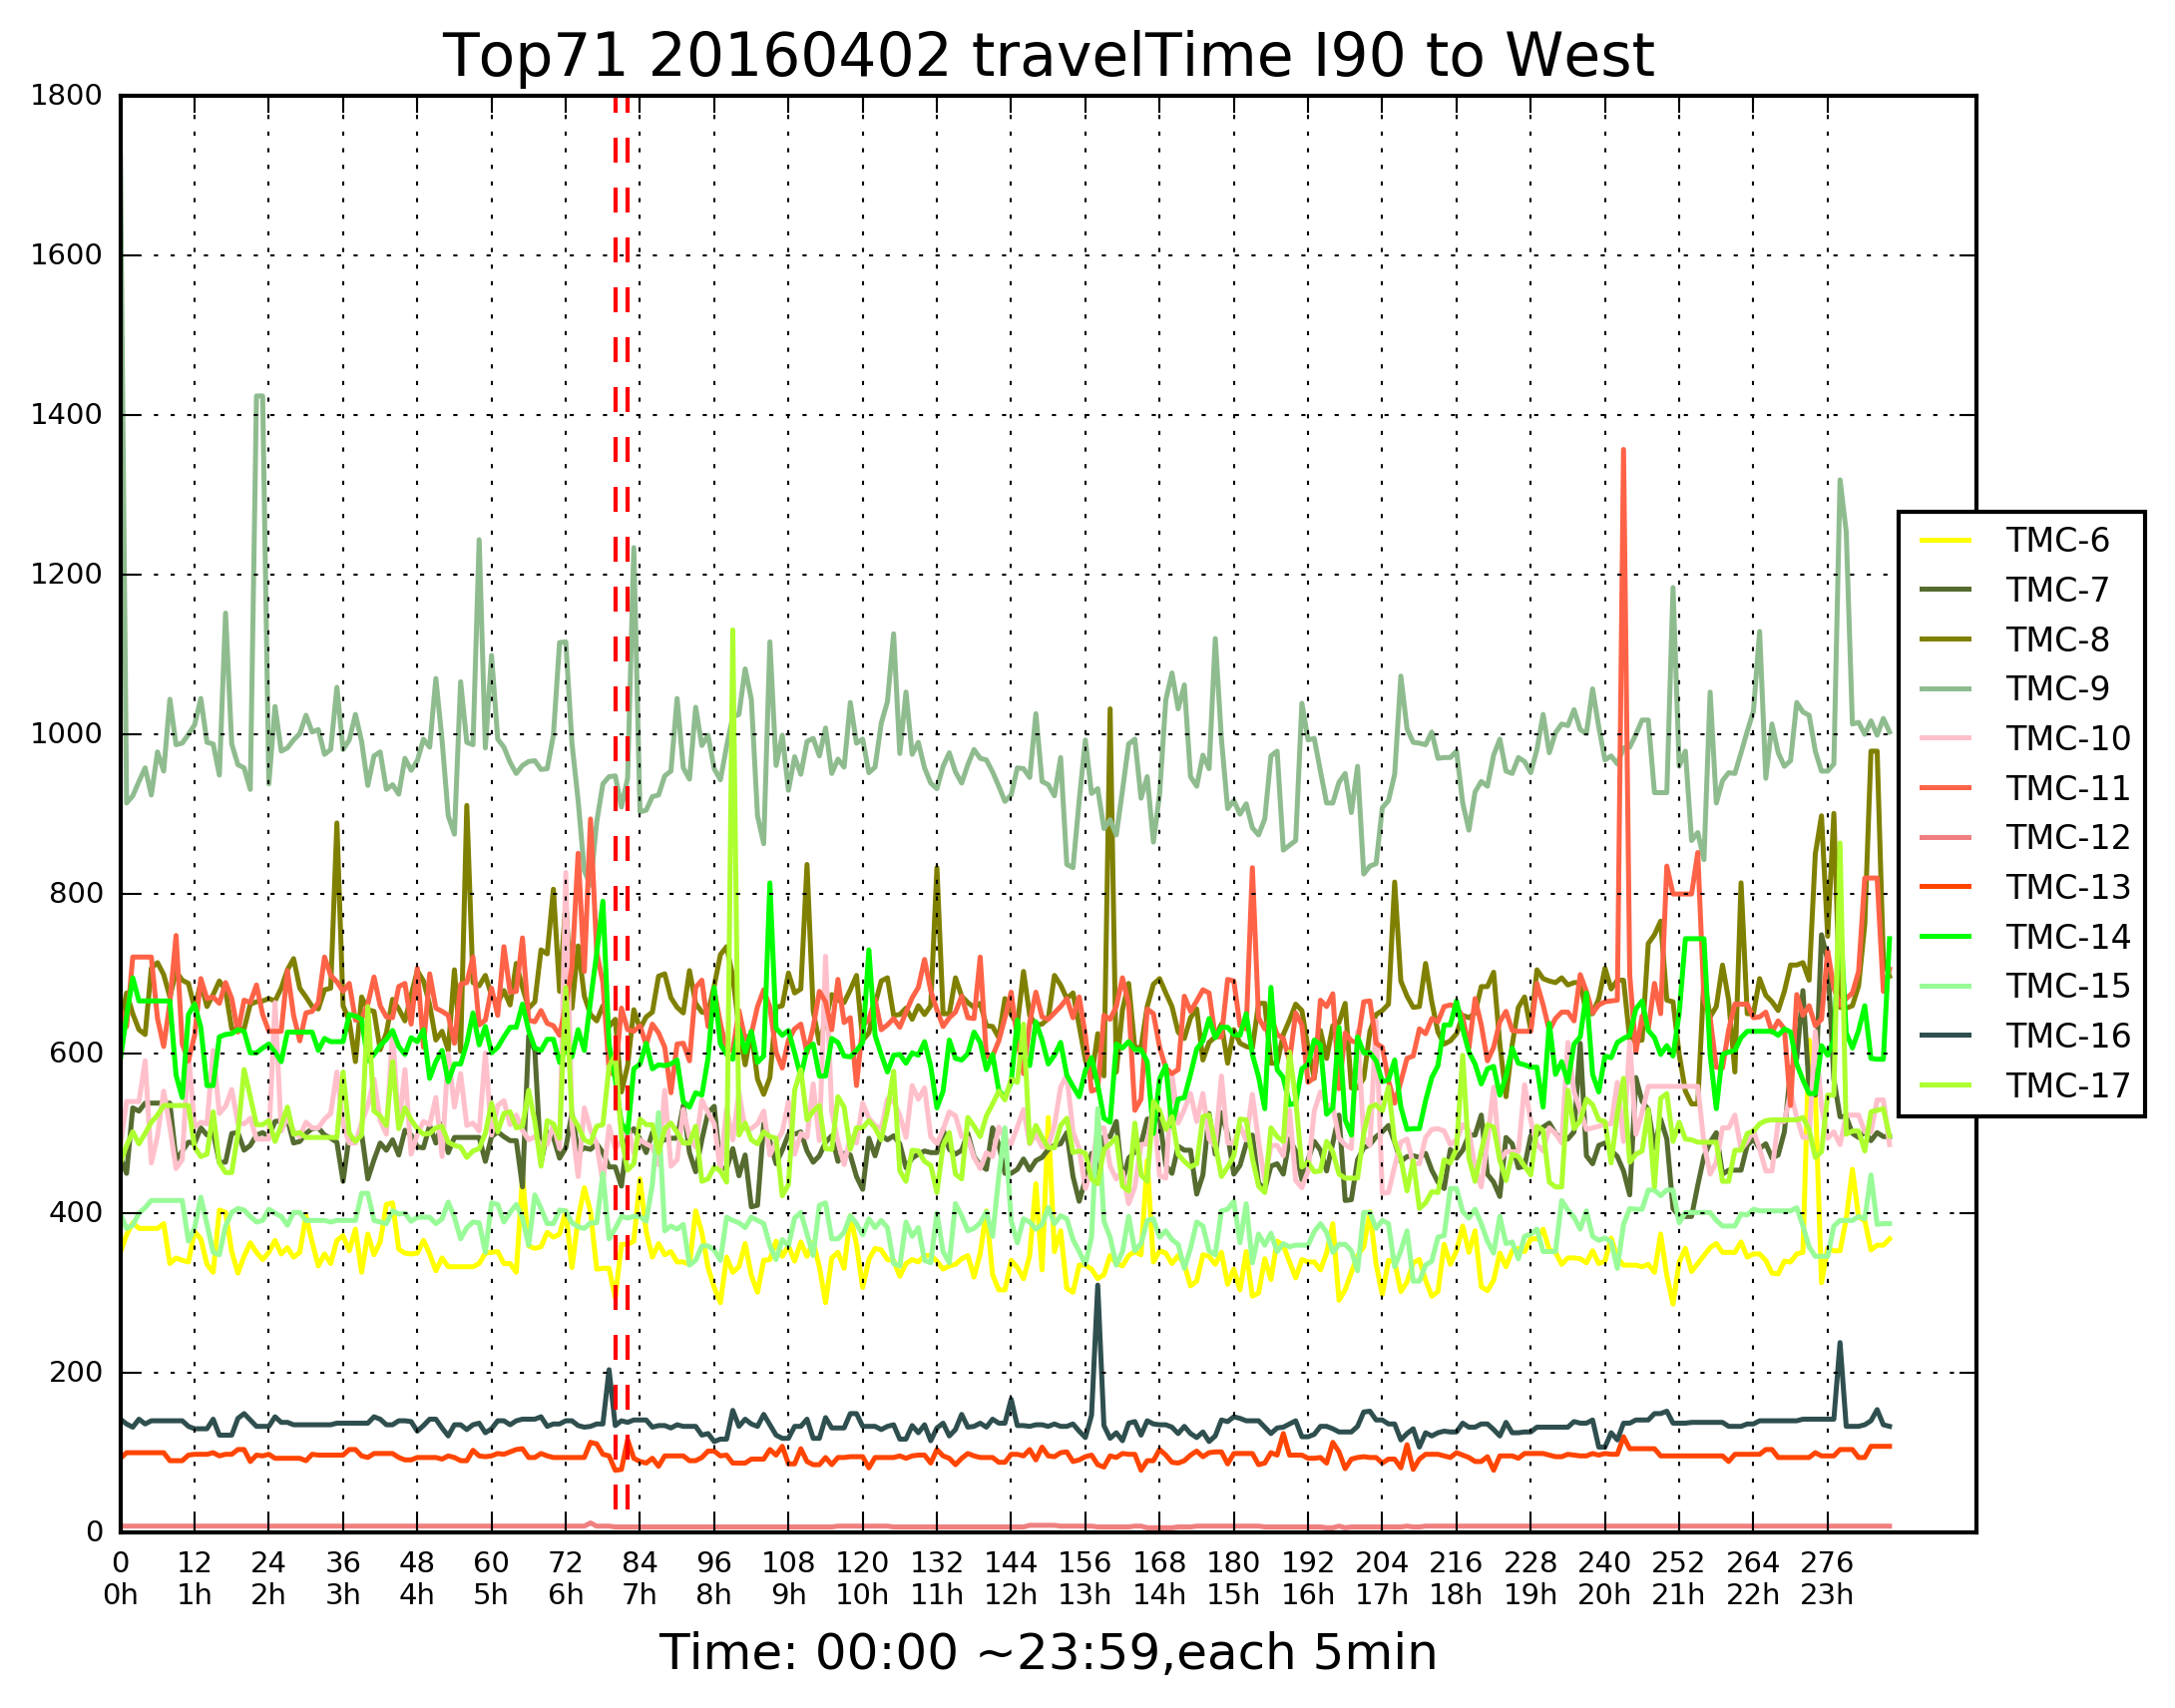 Top71 20160402 travelTime I90 to West
1800
1600
1400
1200
1000
800
600
400
200
0
0 12 24 36 48 60 72 84 96 108 120 132 144 156 168 180 192 204 216 228 240 252 264 276
0h 1h 2h 3h 4h 5h 6h 7h 8h 9h 10h 11h 12h 13h 14h 15h 16h 17h 18h 19h 20h 21h 22h 23h
Time: 00:00 ~23:59,each 5min
TMC-6
TMC-7
TMC-8
TMC-9
TMC-10
TMC-11
TMC-12
TMC-13
TMC-14
TMC-15
TMC-16
TMC-17